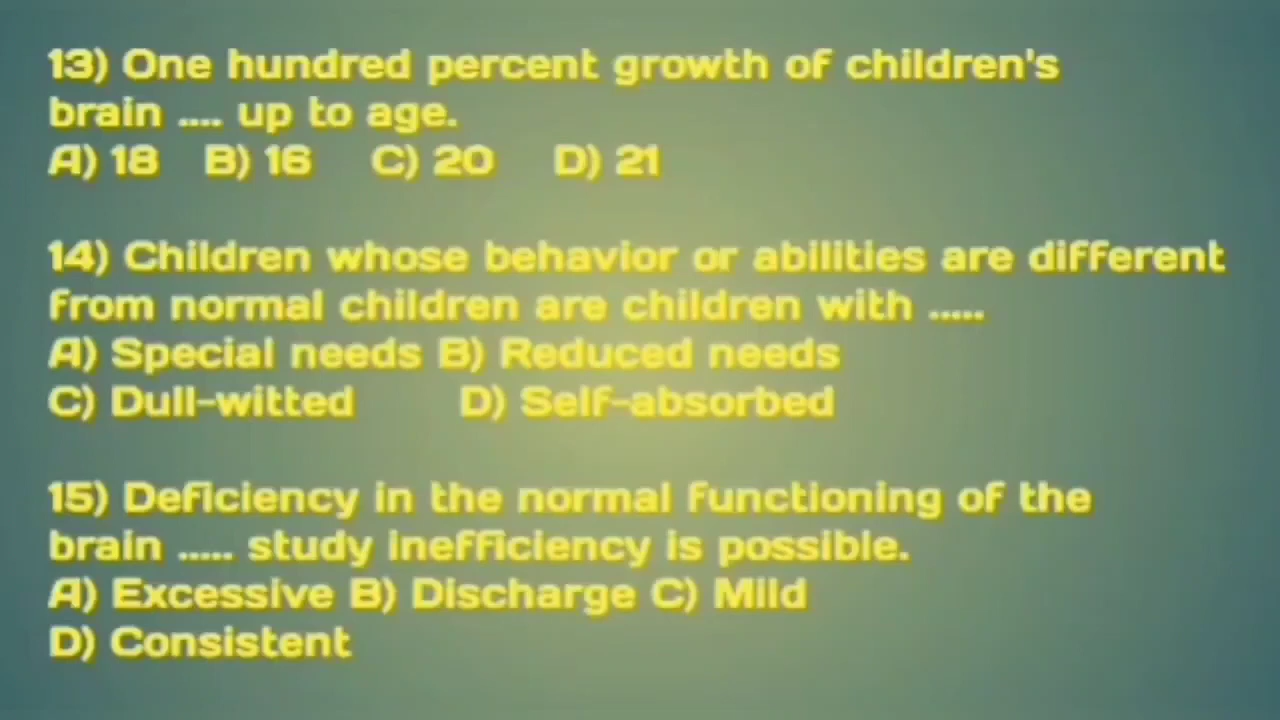 13) One hundred percent growth of children's
brain .... up to age.
A) 18 B) 16 C) 20 D) 21
14) Children whose behavior or abilities are different
from normal children are children with .....
A) Special needs B) Reduced needs
C) Dull-witted D) Self-absorbed
15) Deficiency in the normal functioning of the
brain ..... study inefficiency is possible.
A) Excessive B) Discharge C) Mild
D) Consistent